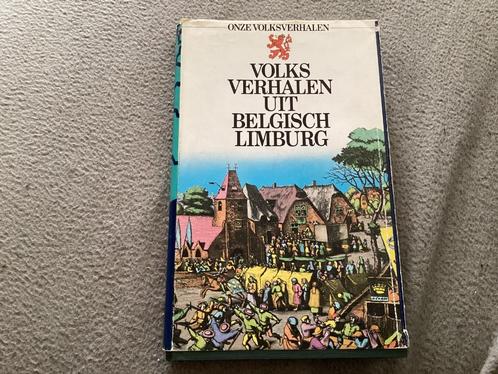 ONZE VOLKSVERHALEN
VOLKS
VERHALEN
UIT
BELGISCH
LIMBURG